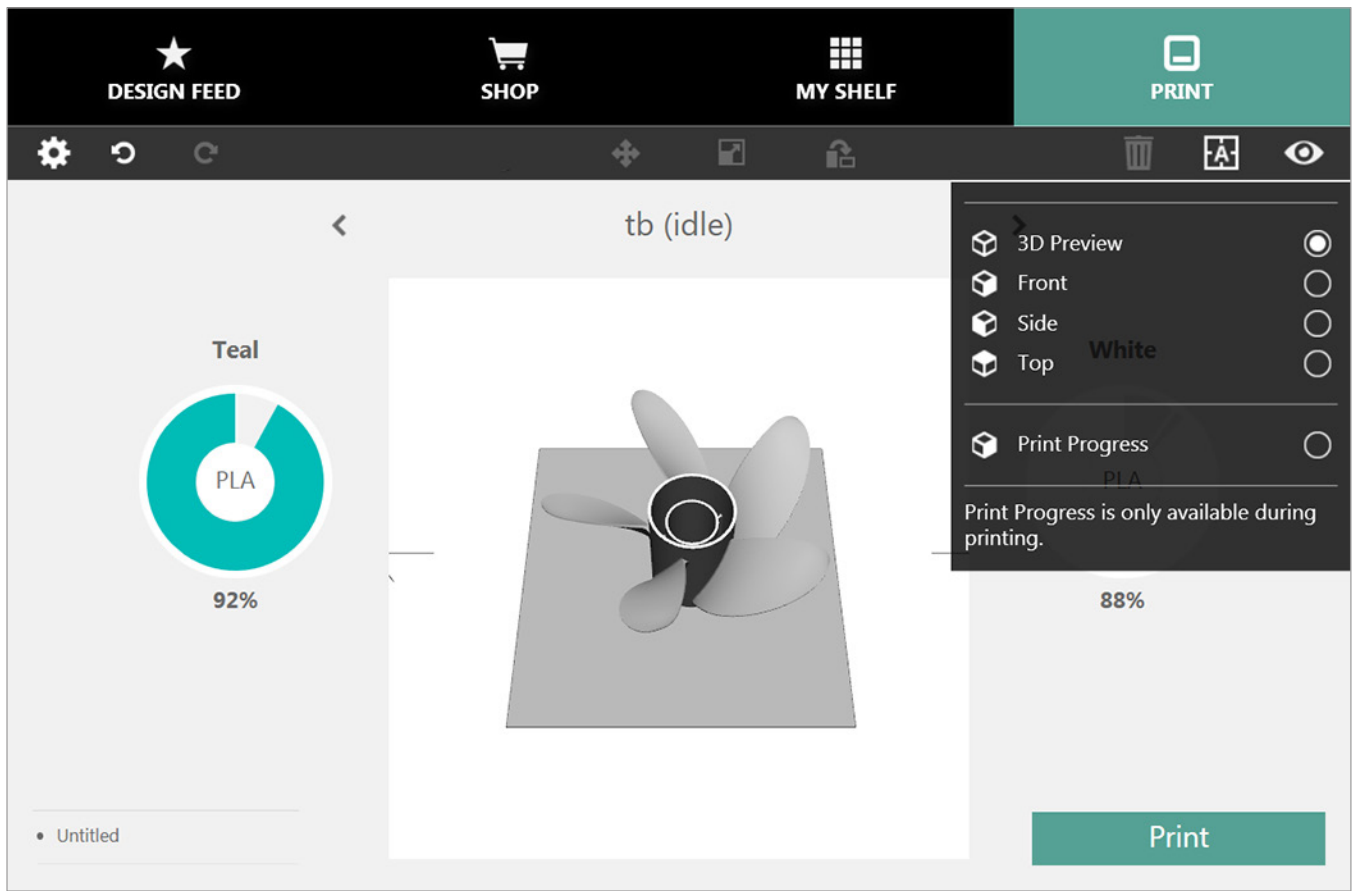 DESIGN FEED
SHOP
MY SHELF
PRINT
A
tb (idle)
3D Preview
Front
Side
Top
Print Progress
Print Progress is only available during
printing.
Teal
PLA
92%
White
PLA
88%
Untitled
Print